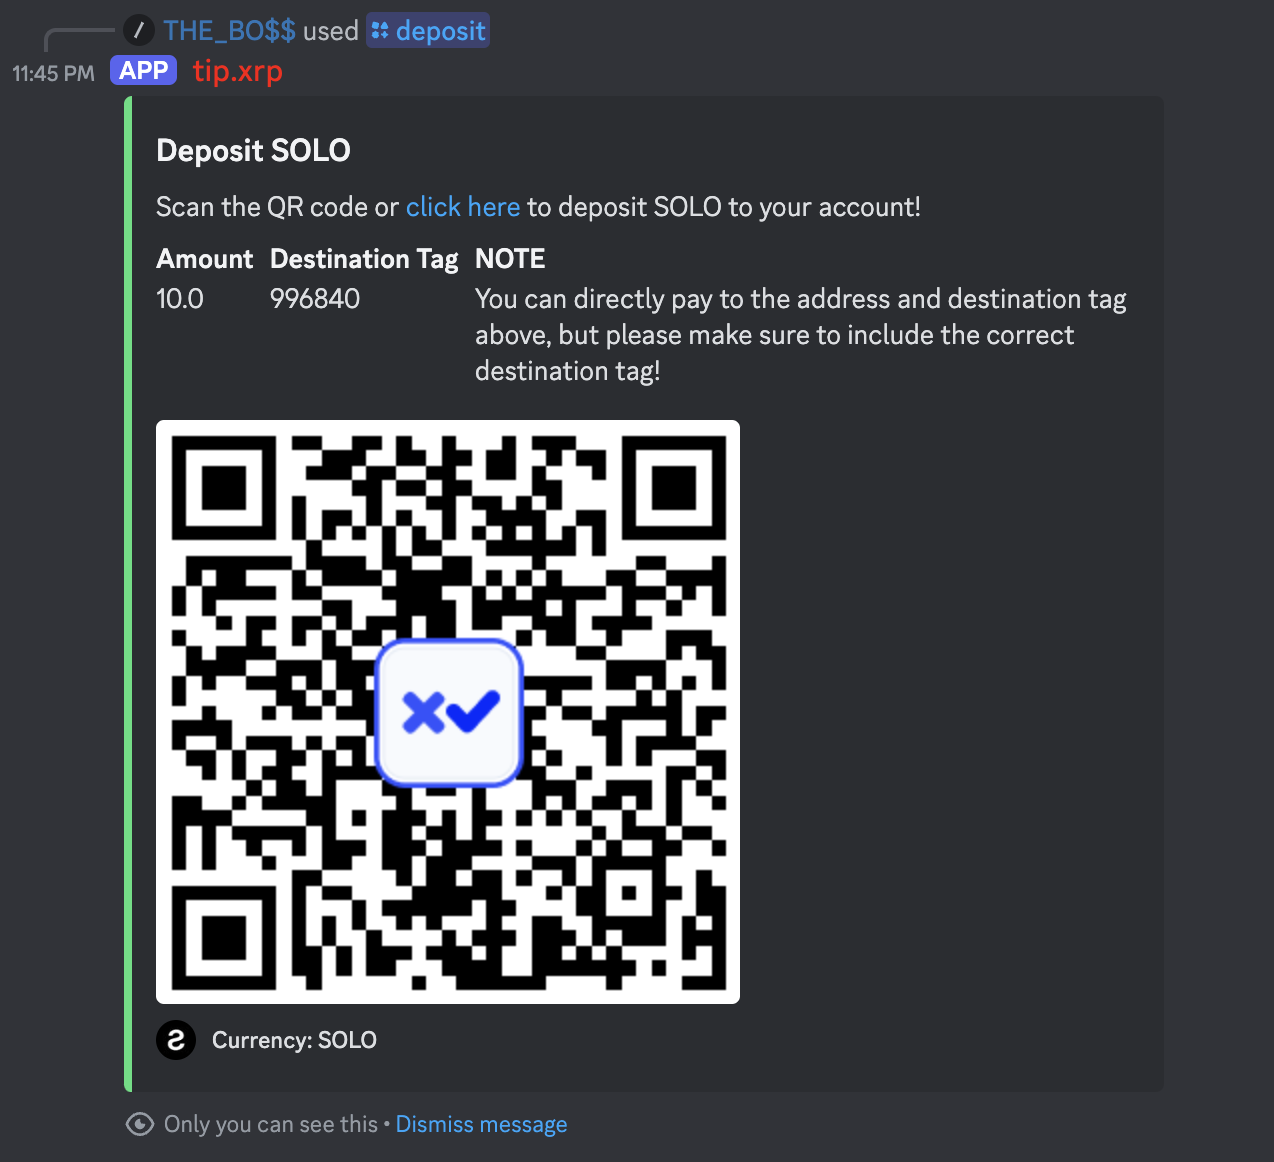 THE_BO$$ used deposit
11:45 PM APP tip.xrp
Deposit SOLO
Scan the QR code or click here to deposit SOLO to your account!
Amount Destination Tag NOTE
10.0 996840 You can directly pay to the address and destination tag
above, but please make sure to include the correct
destination tag!
Currency: SOLO
Only you can see this • Dismiss message